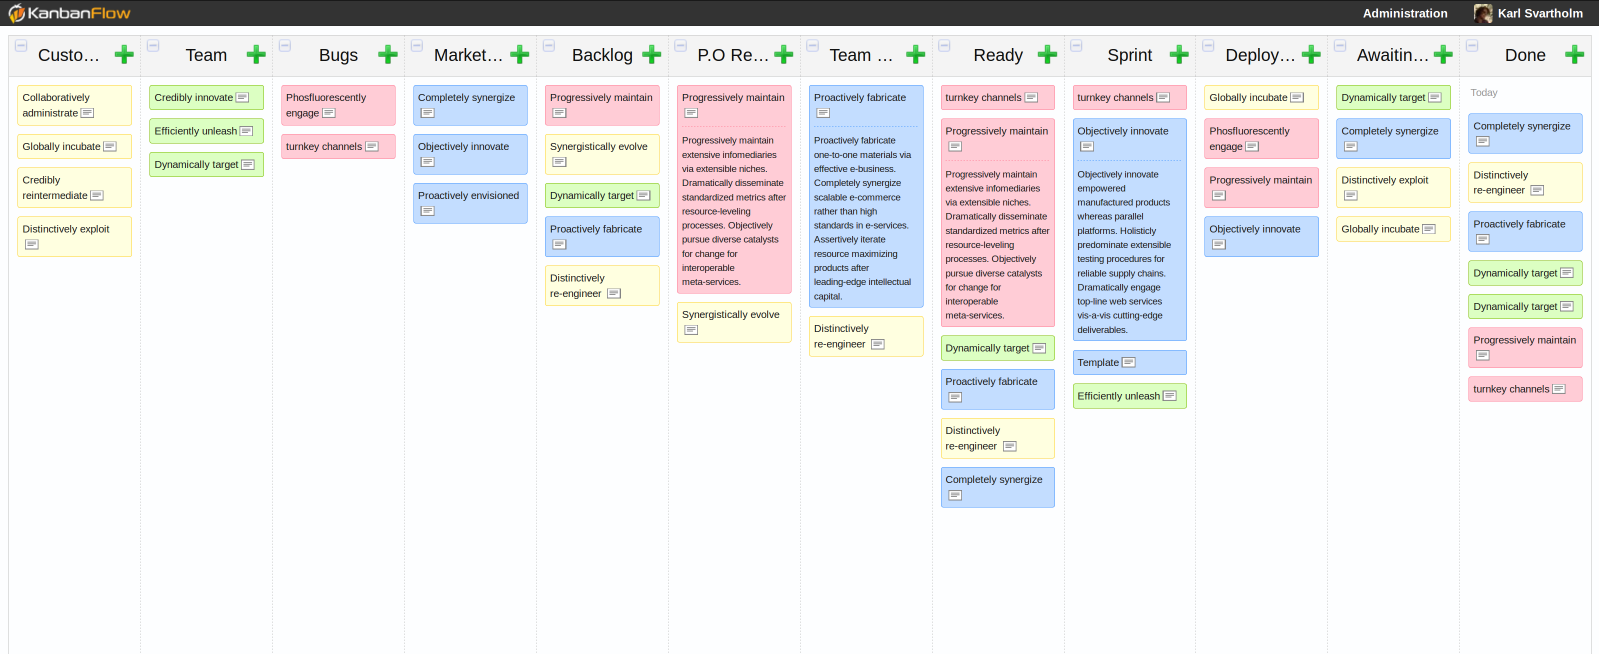 KanbanFlow
Administration
Karl Svartholm
Custo...
Team
Bugs
Market...
Backlog
P.O Re...
Team ...
Ready
Sprint
Deploy...
Awaitin...
Done
Collaboratively
administrate
Globally incubate
Credibly
reintermediate
Distinctively exploit
Credibly innovate
Efficiently unleash
Dynamically target
Phosfluorescently
engage
turnkey channels
Completely synergize
Objectively innovate
Proactively envisioned
Progressively maintain
Synergistically evolve
Dynamically target
Proactively fabricate
Distinctively
re-engineer
Progressively maintain
Progressively maintain
extensive infomediaries
via extensible niches.
Dramatically disseminate
standardized metrics after
resource-leveling
processes. Objectively
pursue diverse catalysts
for change for
interoperable
meta-services.
Synergistically evolve
Proactively fabricate
Proactively fabricate
one-to-one materials via
effective e-business.
Completely synergize
scalable e-commerce
rather than high
standards in e-services.
Assertively iterate
resource maximizing
products after
leading-edge intellectual
capital.
Distinctively
re-engineer
turnkey channels
Progressively maintain
Progressively maintain
extensive infomediaries
via extensible niches.
Dramatically disseminate
standardized metrics after
resource-leveling
processes. Objectively
pursue diverse catalysts
for change for
interoperable
meta-services.
Dynamically target
Proactively fabricate
Distinctively
re-engineer
Completely synergize
turnkey channels
Objectively innovate
Objectively innovate
empowered
manufactured products
whereas parallel
platforms. Holisticly
predominate extensible
testing procedures for
reliable supply chains.
Dramatically engage
top-line web services
vis-a-vis cutting-edge
deliverables.
Template
Efficiently unleash
Globally incubate
Phosfluorescently
engage
Progressively maintain
Objectively innovate
Dynamically target
Completely synergize
Distinctively exploit
Globally incubate
Today
Completely synergize
Distinctively
re-engineer
Proactively fabricate
Dynamically target
Dynamically target
Progressively maintain
turnkey channels